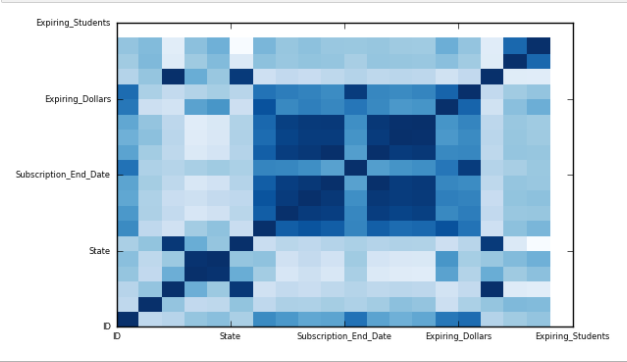 Expiring_Students
Expiring_Dollars
Subscription_End_Date
State
ID
ID State Subscription_End_Date Expiring_Dollars Expiring_Students